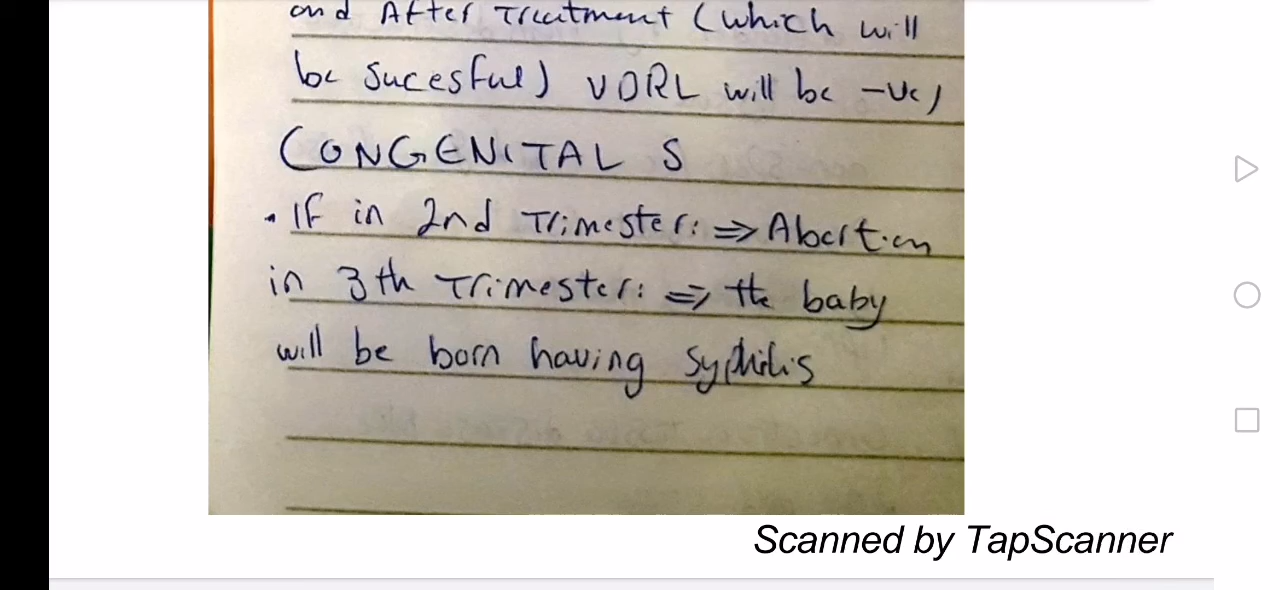 and After Treatment (which will
be sucesful) VDRL will be -ve)
CONGENITAL S
. If in 2nd Trimester: => Abortion
in 3th Trimester: => the baby
will be born having syphilis
Scanned by TapScanner